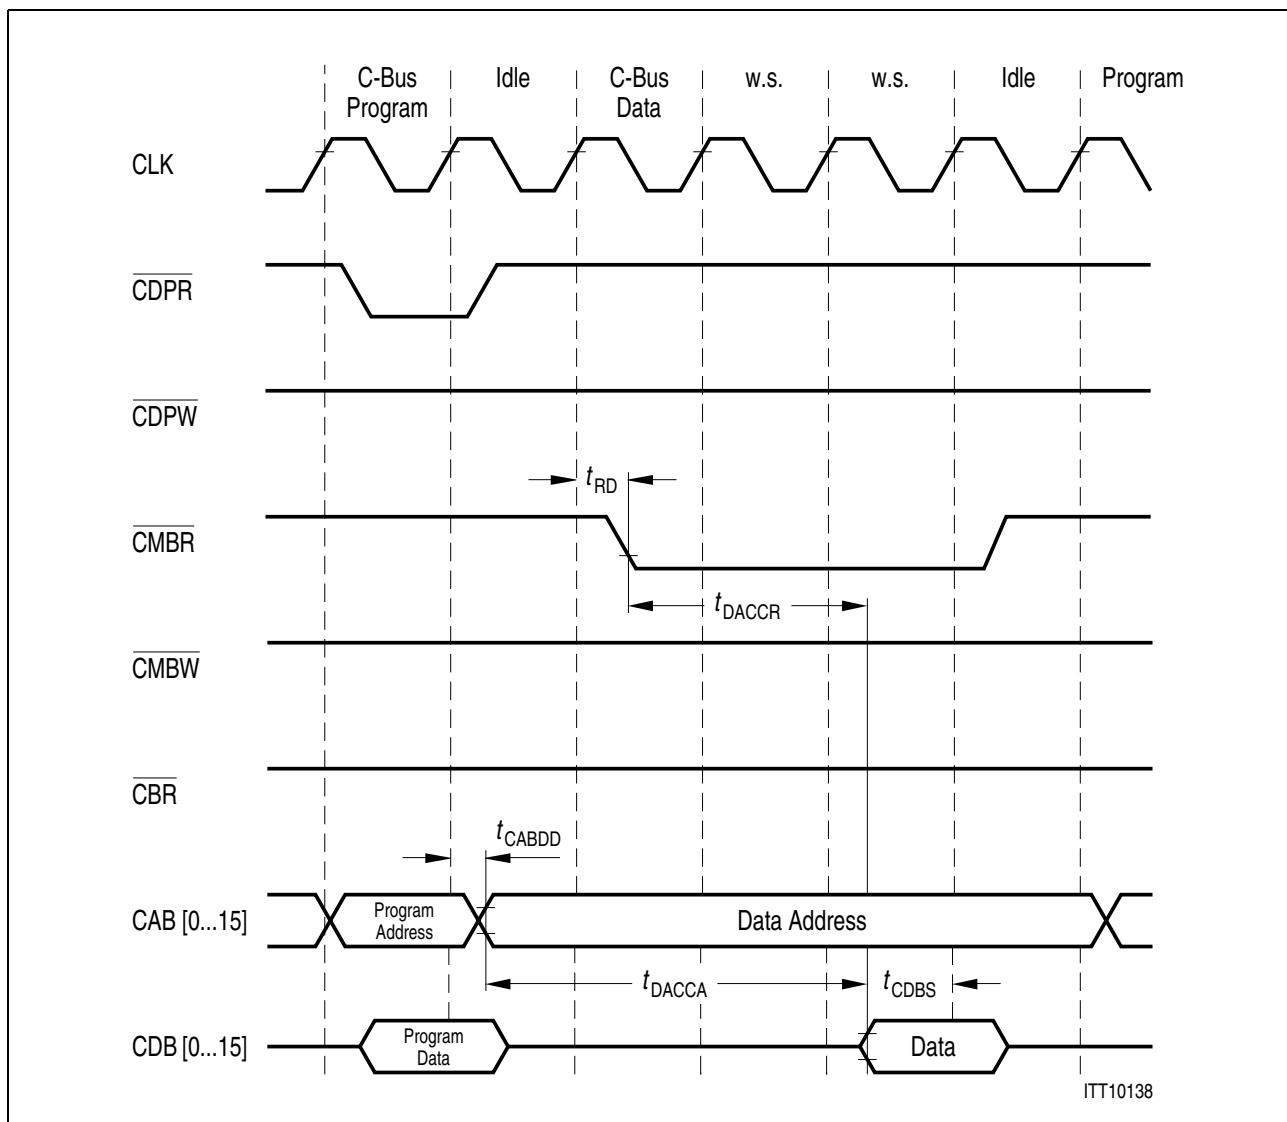 C-Bus Program
Idle
C-Bus Data
w.s.
w.s.
Idle
Program
CLK
CDPR
CDPW
tRD
CMBR
tDACCR
CMBW
CBR
tCABDD
CAB [0...15]
Program Address
Data Address
tDACCA
tCDBS
CDB [0...15]
Program Data
Data
ITT10138